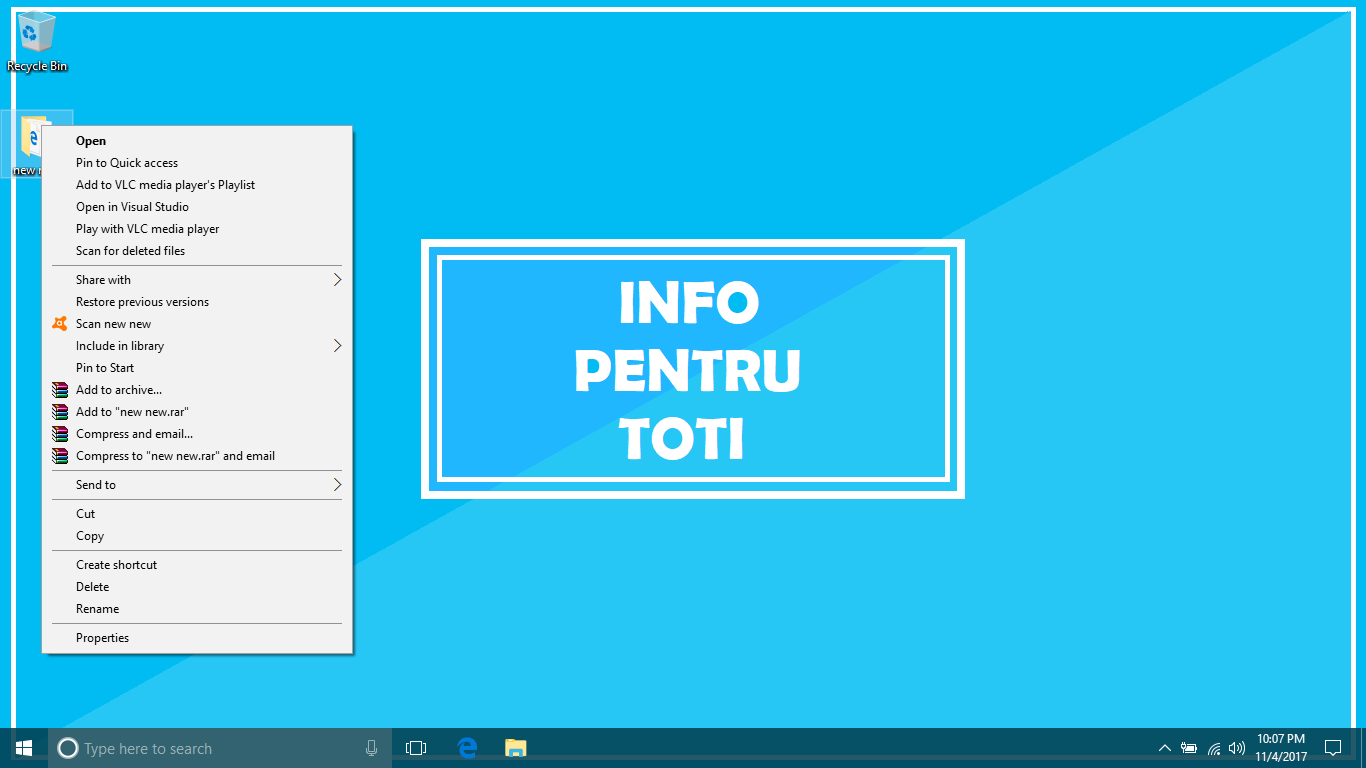 Recycle Bin
new
Open
Pin to Quick access
Add to VLC media player's Playlist
Open in Visual Studio
Play with VLC media player
Scan for deleted files
Share with
Restore previous versions
Scan new new
Include in library
Pin to Start
Add to archive...
Add to "new new.rar"
Compress and email...
Compress to "new new.rar" and email
Send to
Cut
Copy
Create shortcut
Delete
Rename
Properties
INFO
PENTRU
TOTI
Type here to search
10:07 PM
11/4/2017